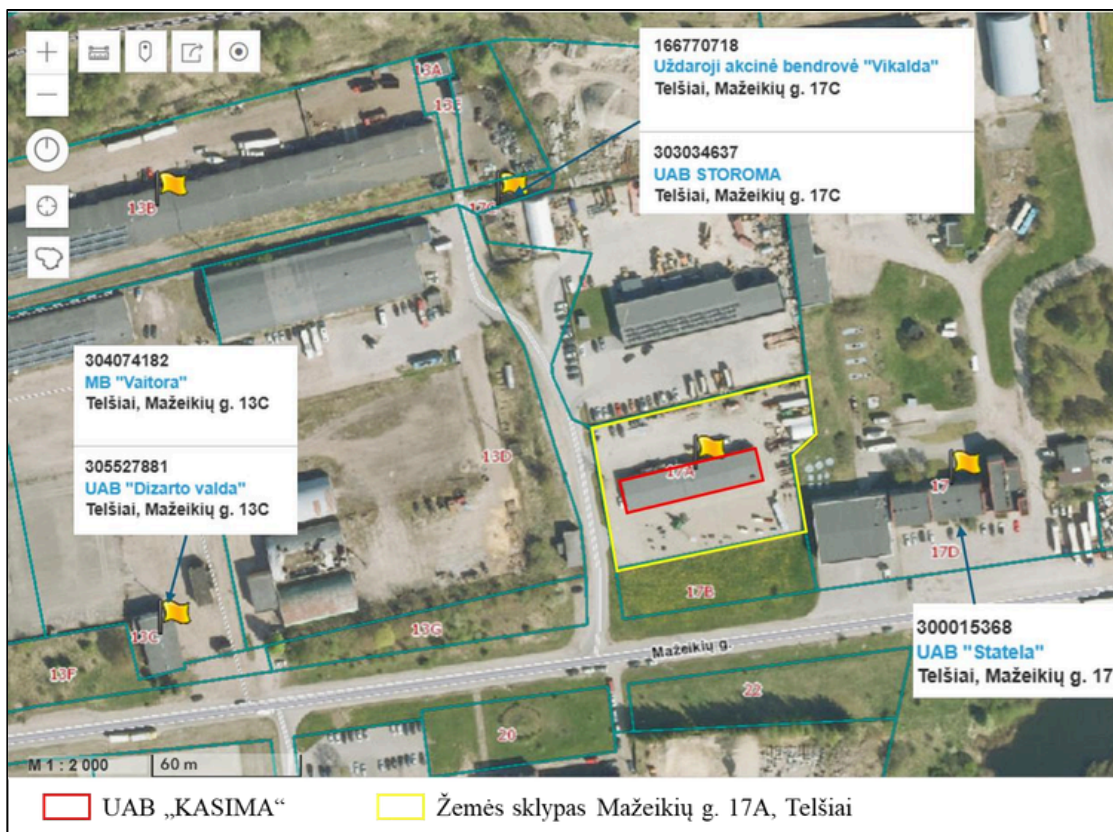 166770718
Uždaroji akcinė bendrovė "Vikalda"
Telšiai, Mažeikių g. 17C
303034637
UAB STOROMA
Telšiai, Mažeikių g. 17C
13A
13E
13B
304074182
MB "Vaitora"
Telšiai, Mažeikių g. 13C
305527881
UAB "Dizarto valda"
Telšiai, Mažeikių g. 13C
13D
17A
17
17D
17B
13C
13G
13F
Mažeikių g.
300015368
UAB "Statela"
Telšiai, Mažeikių g. 17
22
20
M 1 : 2 000
60 m
UAB „KASIMA“
Žemės sklypas Mažeikių g. 17A, Telšiai